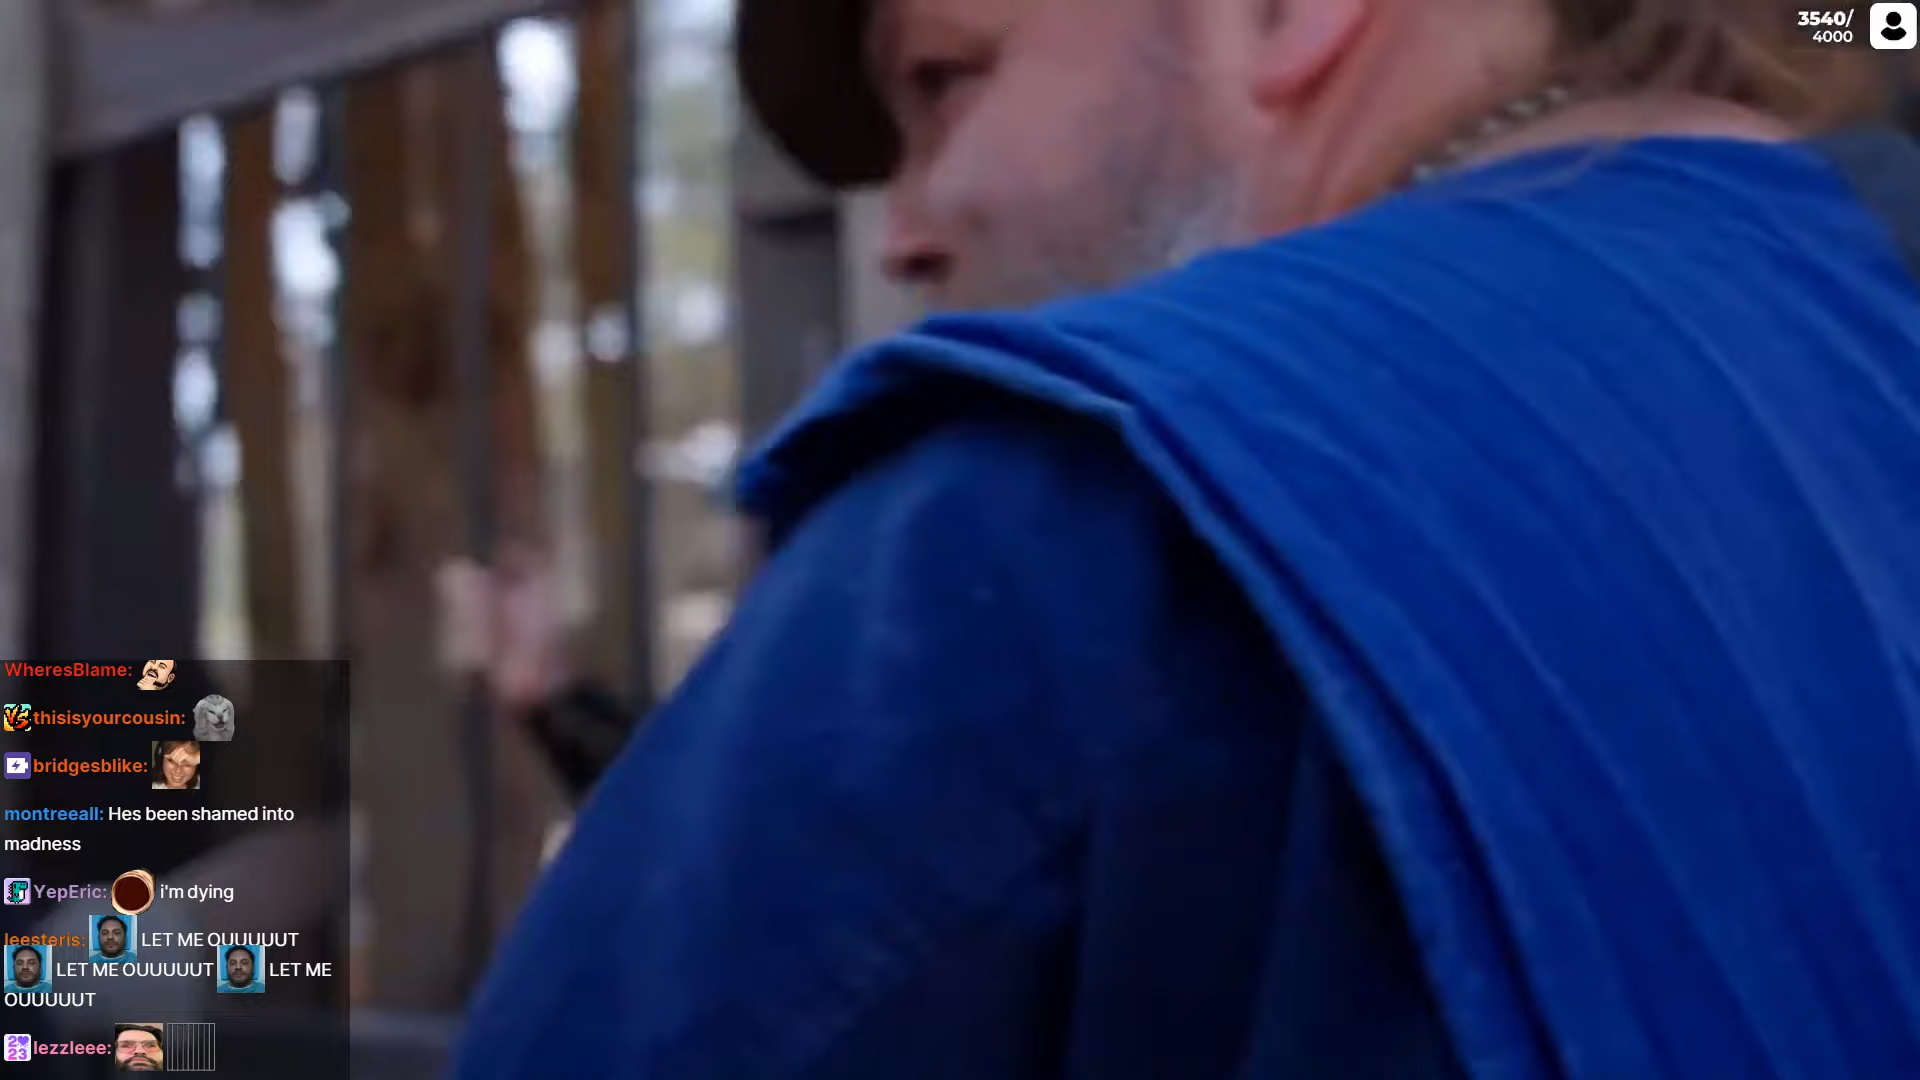 3540/
4000
WheresBlame:
thisisyourcousin:
bridgesblike:
montreeall: Hes been shamed into
madness
YepEric: i'm dying
leesteris: LET ME OUUUUUT
LET ME OUUUUUT LET ME
OUUUUUT
lezzleee: